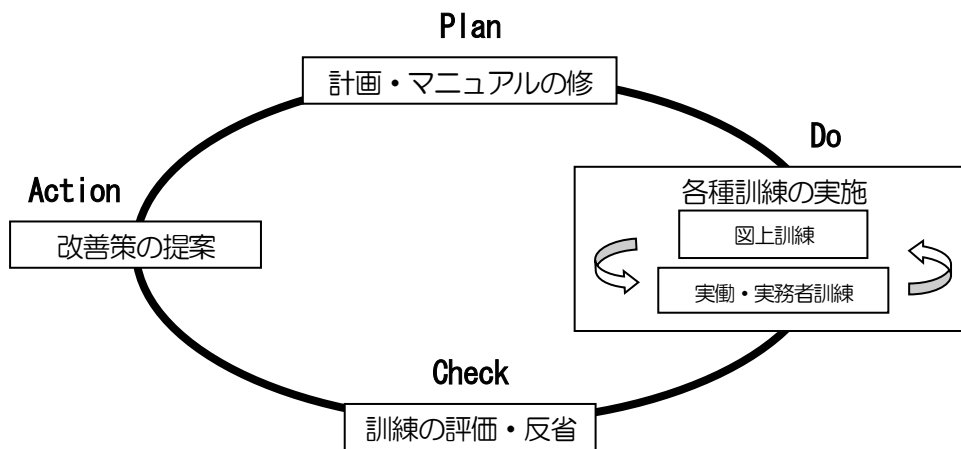 Plan
計画・マニュアルの修
Do
各種訓練の実施
図上訓練
実働・実務者訓練
Action
改善策の提案
Check
訓練の評価・反省